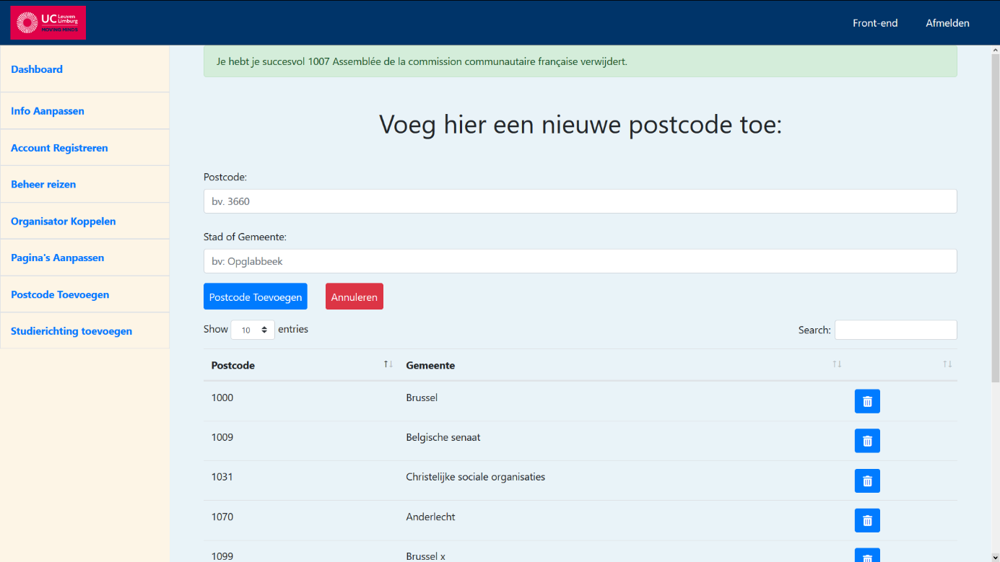 UC Leuven Limburg
MOVING MINDS
Front-end
Afmelden
Dashboard
Info Aanpassen
Account Registreren
Beheer reizen
Organisator Koppelen
Pagina's Aanpassen
Postcode Toevoegen
Studierichting toevoegen
Je hebt je succesvol 1007 Assemblée de la commission communautaire française verwijdert.
Voeg hier een nieuwe postcode toe:
Postcode:
bv. 3660
Stad of Gemeente:
bv: Opglabbeek
Postcode Toevoegen
Annuleren
Show 10 entries
Search:
Postcode Gemeente
1000 Brussel
1009 Belgische senaat
1031 Christelijke sociale organisaties
1070 Anderlecht
1099 Brussel x